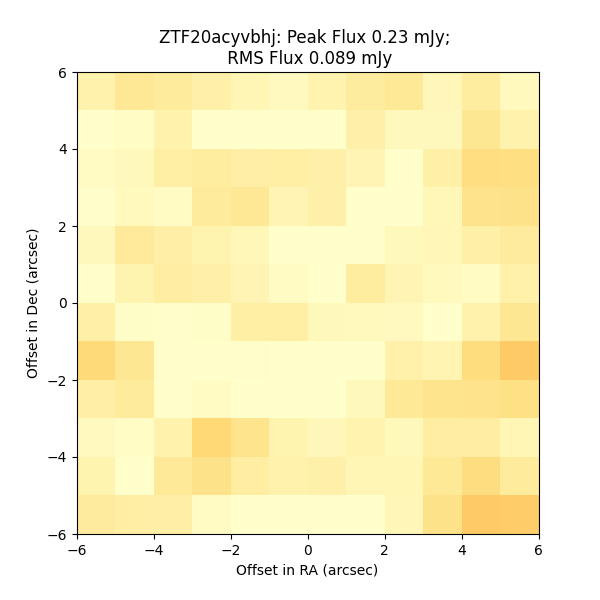 ZTF20acyvbhj: Peak Flux 0.23 mJy;
RMS Flux 0.089 mJy
6
4
2
0
−2
−4
−6
Offset in Dec (arcsec)
−6 −4 −2 0 2 4 6
Offset in RA (arcsec)